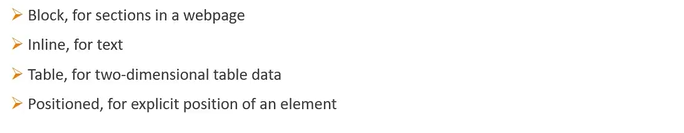 Block, for sections in a webpage
Inline, for text
Table, for two-dimensional table data
Positioned, for explicit position of an element